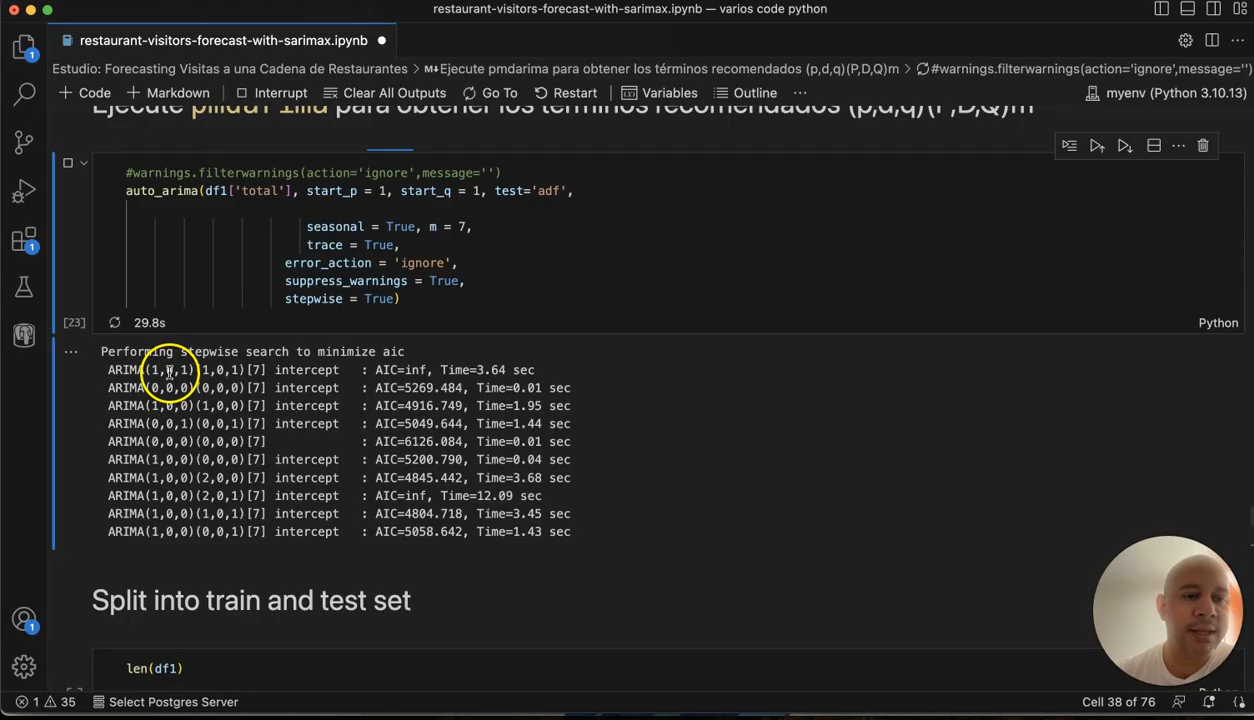 restaurant-visitors-forecast-with-sarimax.ipynb — varios code python
restaurant-visitors-forecast-with-sarimax.ipynb
Estudio: Forecasting Visitas a una Cadena de Restaurantes > M↓Ejecute pmdarima para obtener los términos recomendados (p,d,q)(P,D,Q)m > #warnings.filterwarnings(action='ignore',message='')
+ Code + Markdown Interrupt Clear All Outputs Go To Restart Variables Outline ... myenv (Python 3.10.13)
Ejecute pmdarima para obtener los términos recomendados (p,d,q)(P,D,Q)m
#warnings.filterwarnings(action='ignore',message='')
auto_arima(df1['total'], start_p = 1, start_q = 1, test='adf',
seasonal = True, m = 7,
trace = True,
error_action = 'ignore',
suppress_warnings = True,
stepwise = True)
[23] 29.8s Python
... Performing stepwise search to minimize aic
ARIMA(1,0,1)(1,0,1)[7] intercept : AIC=inf, Time=3.64 sec
ARIMA(0,0,0)(0,0,0)[7] intercept : AIC=5269.484, Time=0.01 sec
ARIMA(1,0,0)(1,0,0)[7] intercept : AIC=4916.749, Time=1.95 sec
ARIMA(0,0,1)(0,0,1)[7] intercept : AIC=5049.644, Time=1.44 sec
ARIMA(0,0,0)(0,0,0)[7] : AIC=6126.084, Time=0.01 sec
ARIMA(1,0,0)(0,0,0)[7] intercept : AIC=5200.790, Time=0.04 sec
ARIMA(1,0,0)(2,0,0)[7] intercept : AIC=4845.442, Time=3.68 sec
ARIMA(1,0,0)(2,0,1)[7] intercept : AIC=inf, Time=12.09 sec
ARIMA(1,0,0)(1,0,1)[7] intercept : AIC=4804.718, Time=3.45 sec
ARIMA(1,0,0)(0,0,1)[7] intercept : AIC=5058.642, Time=1.43 sec
Split into train and test set
len(df1)
1 35 Select Postgres Server Cell 38 of 76
1
1
1